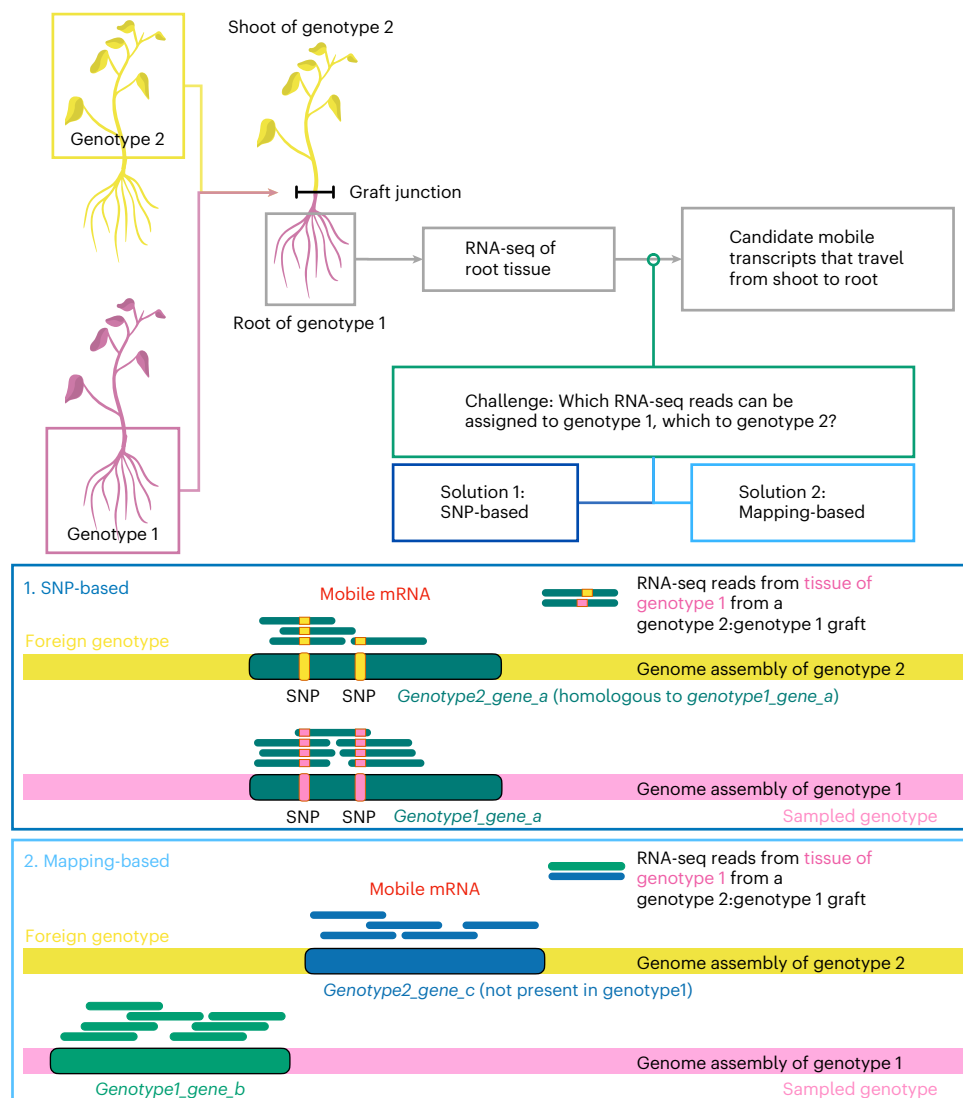 Shoot of genotype 2
Genotype 2
Graft junction
RNA-seq of
root tissue
Candidate mobile
transcripts that travel
from shoot to root
Root of genotype 1
Challenge: Which RNA-seq reads can be
assigned to genotype 1, which to genotype 2?
Solution 1:
SNP-based
Solution 2:
Mapping-based
Genotype 1
1. SNP-based
Mobile mRNA
RNA-seq reads from tissue of
genotype 1 from a
genotype 2:genotype 1 graft
Foreign genotype
Genome assembly of genotype 2
SNP SNP
Genotype2_gene_a (homologous to genotype1_gene_a)
Genome assembly of genotype 1
SNP SNP
Genotype1_gene_a
Sampled genotype
2. Mapping-based
Mobile mRNA
RNA-seq reads from tissue of
genotype 1 from a
genotype 2:genotype 1 graft
Foreign genotype
Genome assembly of genotype 2
Genotype2_gene_c (not present in genotype1)
Genome assembly of genotype 1
Genotype1_gene_b
Sampled genotype